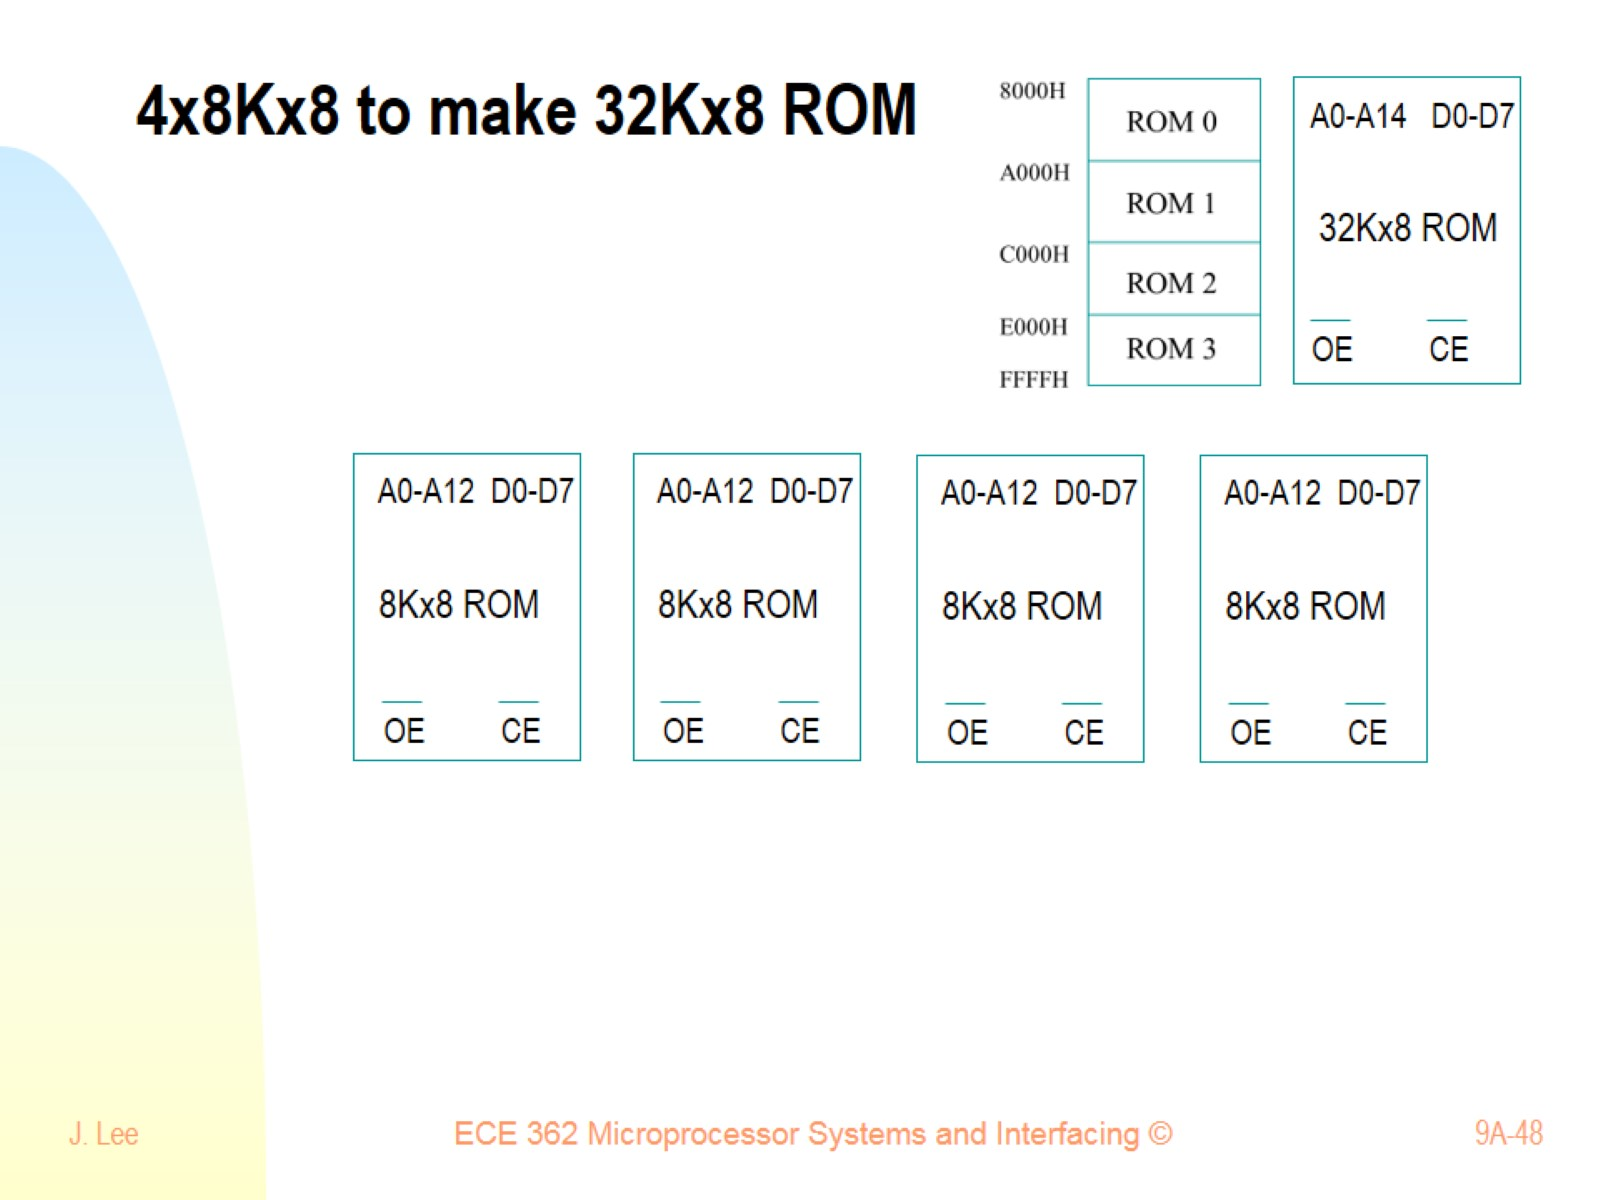 4x8Kx8 to make 32Kx8 ROM
8000H
ROM 0
A000H
ROM 1
C000H
ROM 2
E000H
ROM 3
FFFFH
A0-A14 D0-D7
32Kx8 ROM
OE CE
A0-A12 D0-D7
8Kx8 ROM
OE CE
A0-A12 D0-D7
8Kx8 ROM
OE CE
A0-A12 D0-D7
8Kx8 ROM
OE CE
A0-A12 D0-D7
8Kx8 ROM
OE CE
J. Lee
ECE 362 Microprocessor Systems and Interfacing ©
9A-48